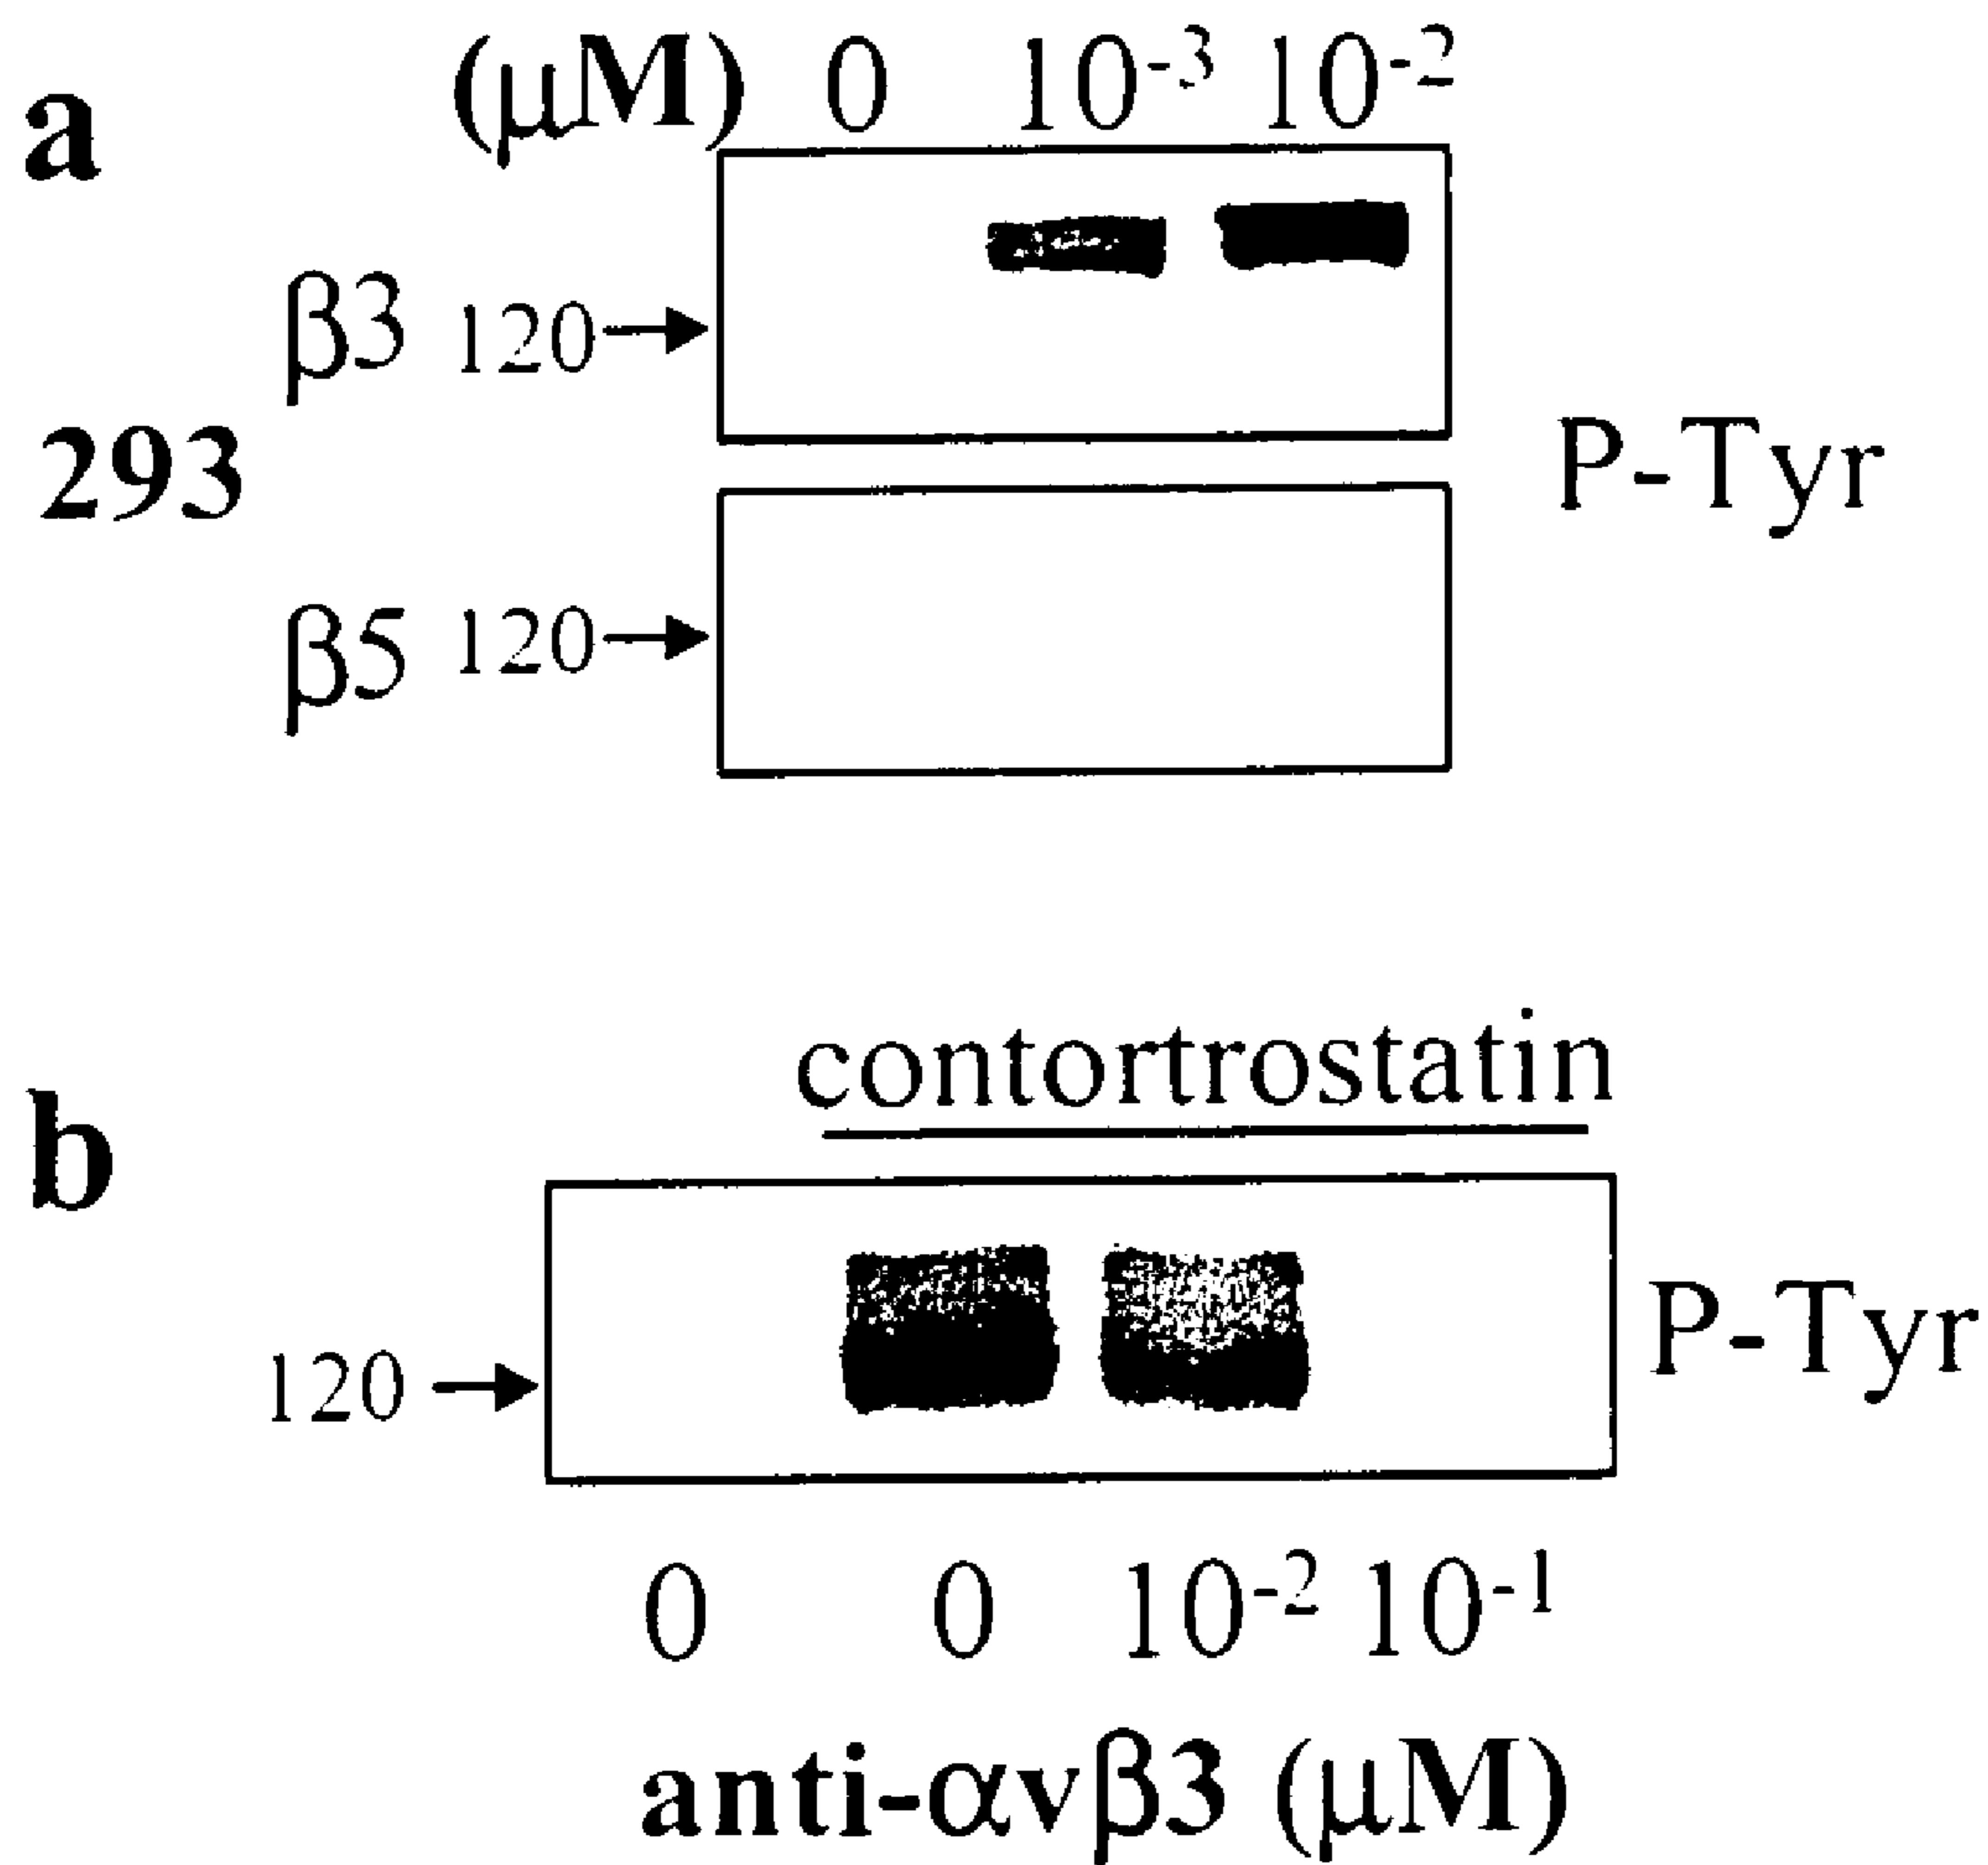 a (μM) 0 10⁻³ 10⁻²
β3 120
293 P-Tyr
β5 120
contortrostatin
b
120 P-Tyr
0 0 10⁻² 10⁻¹
anti-αvβ3 (μM)